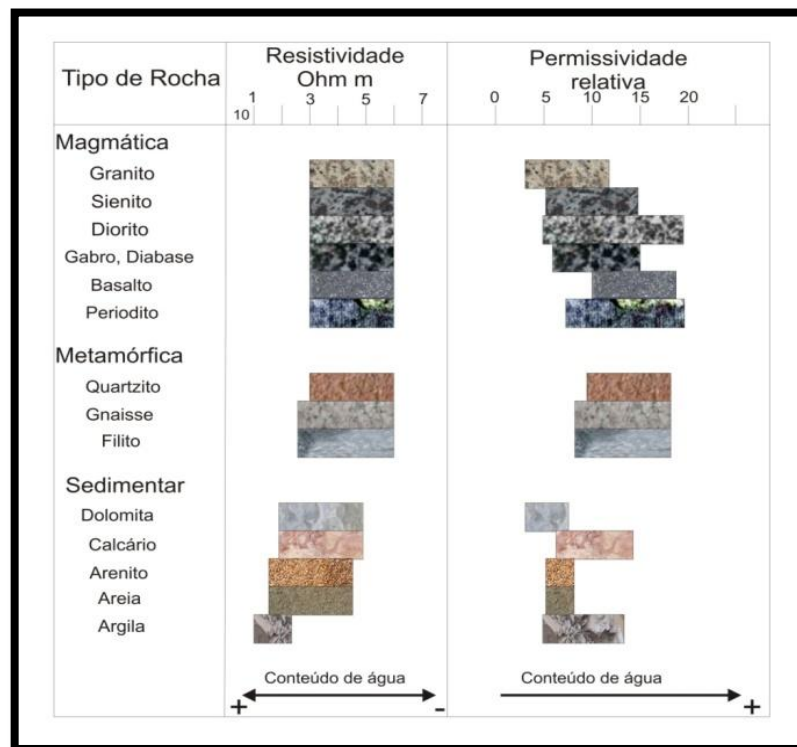 Tipo de Rocha
Resistividade
Ohm m
10 1 3 5 7
Permissividade
relativa
0 5 10 15 20
Magmática
Granito
Sienito
Diorito
Gabro, Diabase
Basalto
Periodito
Metamórfica
Quartzito
Gnaisse
Filito
Sedimentar
Dolomita
Calcário
Arenito
Areia
Argila
Conteúdo de água
+ -
Conteúdo de água
+